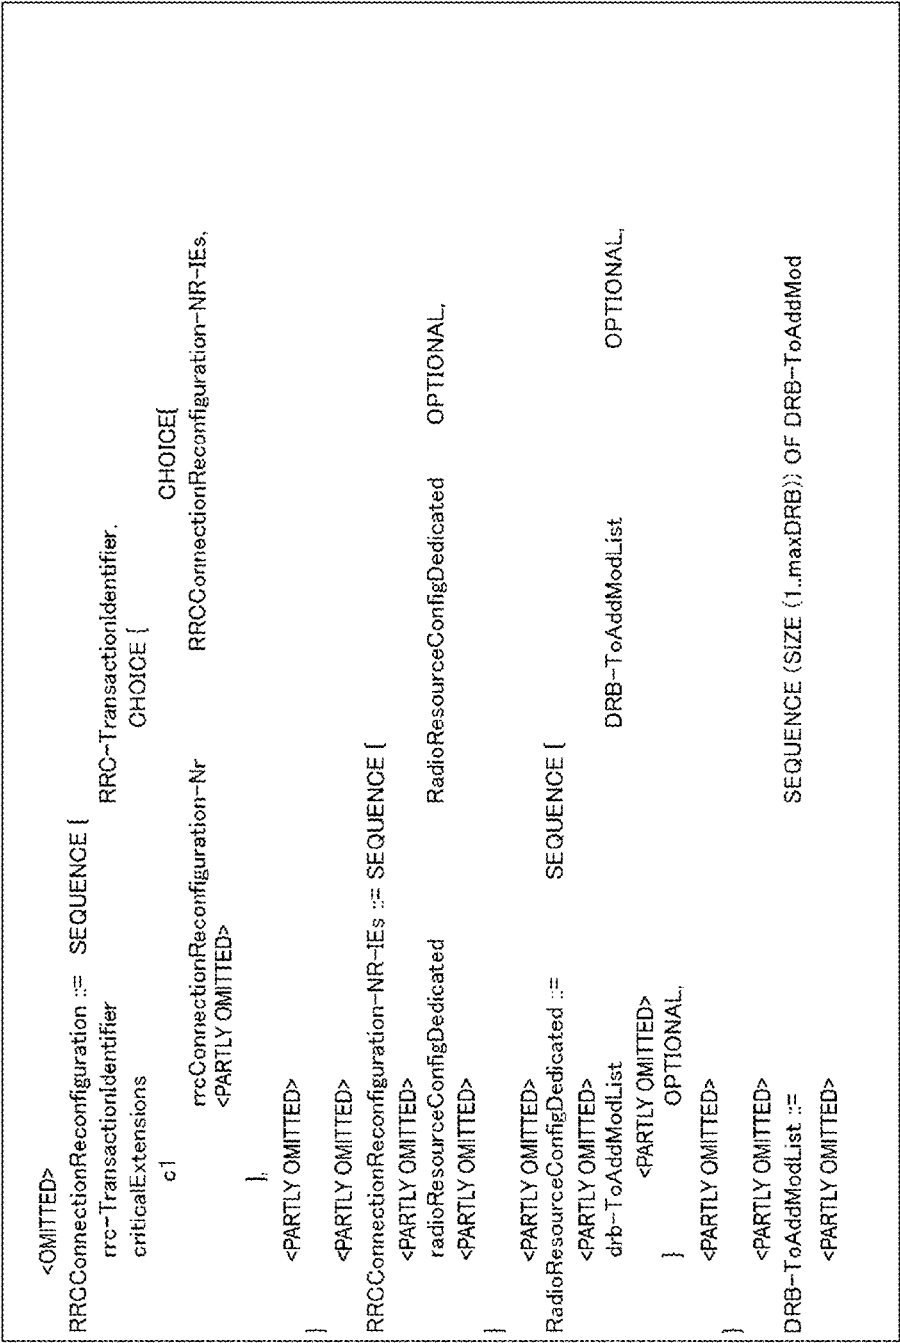 <OMITTED>
RRCConnectionReconfiguration ::= SEQUENCE {
rrc-TransactionIdentifier RRC-TransactionIdentifier,
criticalExtensions CHOICE {
c1 CHOICE{
rrcConnectionReconfiguration-Nr RRCConnectionReconfiguration-NR-IEs,
<PARTLY OMITTED>
},
<PARTLY OMITTED>
}
<PARTLY OMITTED>
RRCConnectionReconfiguration-NR-IEs ::= SEQUENCE {
<PARTLY OMITTED>
radioResourceConfigDedicated RadioResourceConfigDedicated OPTIONAL,
<PARTLY OMITTED>
}
<PARTLY OMITTED>
RadioResourceConfigDedicated ::= SEQUENCE {
<PARTLY OMITTED>
drb-ToAddModList DRB-ToAddModList OPTIONAL,
<PARTLY OMITTED>
} OPTIONAL,
<PARTLY OMITTED>
}
<PARTLY OMITTED>
DRB-ToAddModList ::= SEQUENCE (SIZE (1..maxDRB)) OF DRB-ToAddMod
<PARTLY OMITTED>